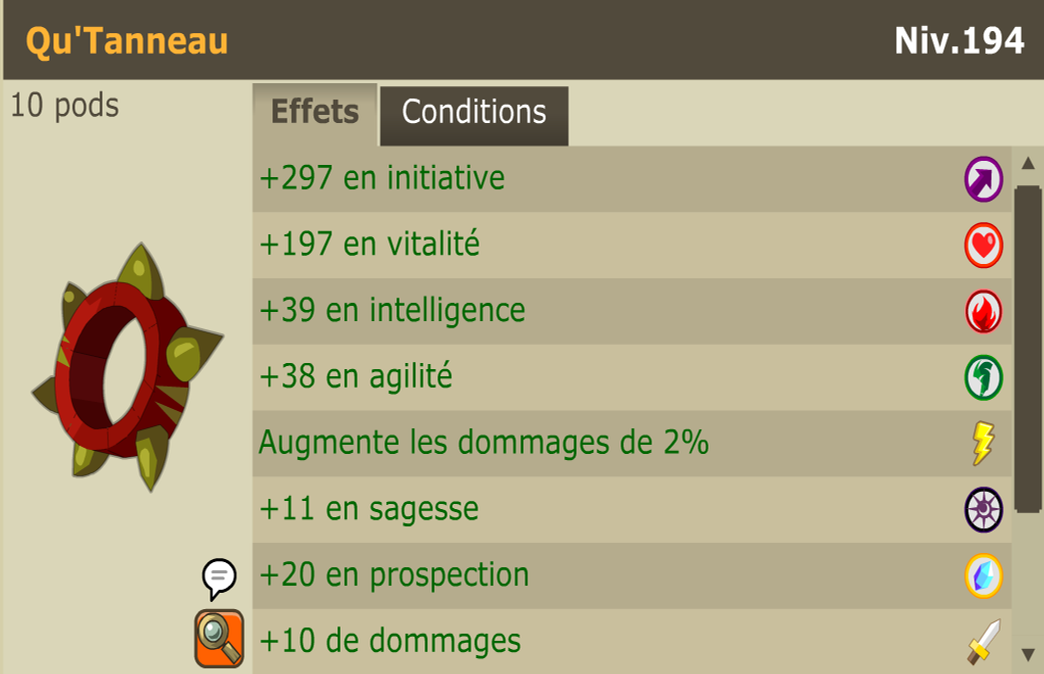 Qu'Tanneau
Niv.194
10 pods
Effets
Conditions
+297 en initiative
+197 en vitalité
+39 en intelligence
+38 en agilité
Augmente les dommages de 2%
+11 en sagesse
+20 en prospection
+10 de dommages